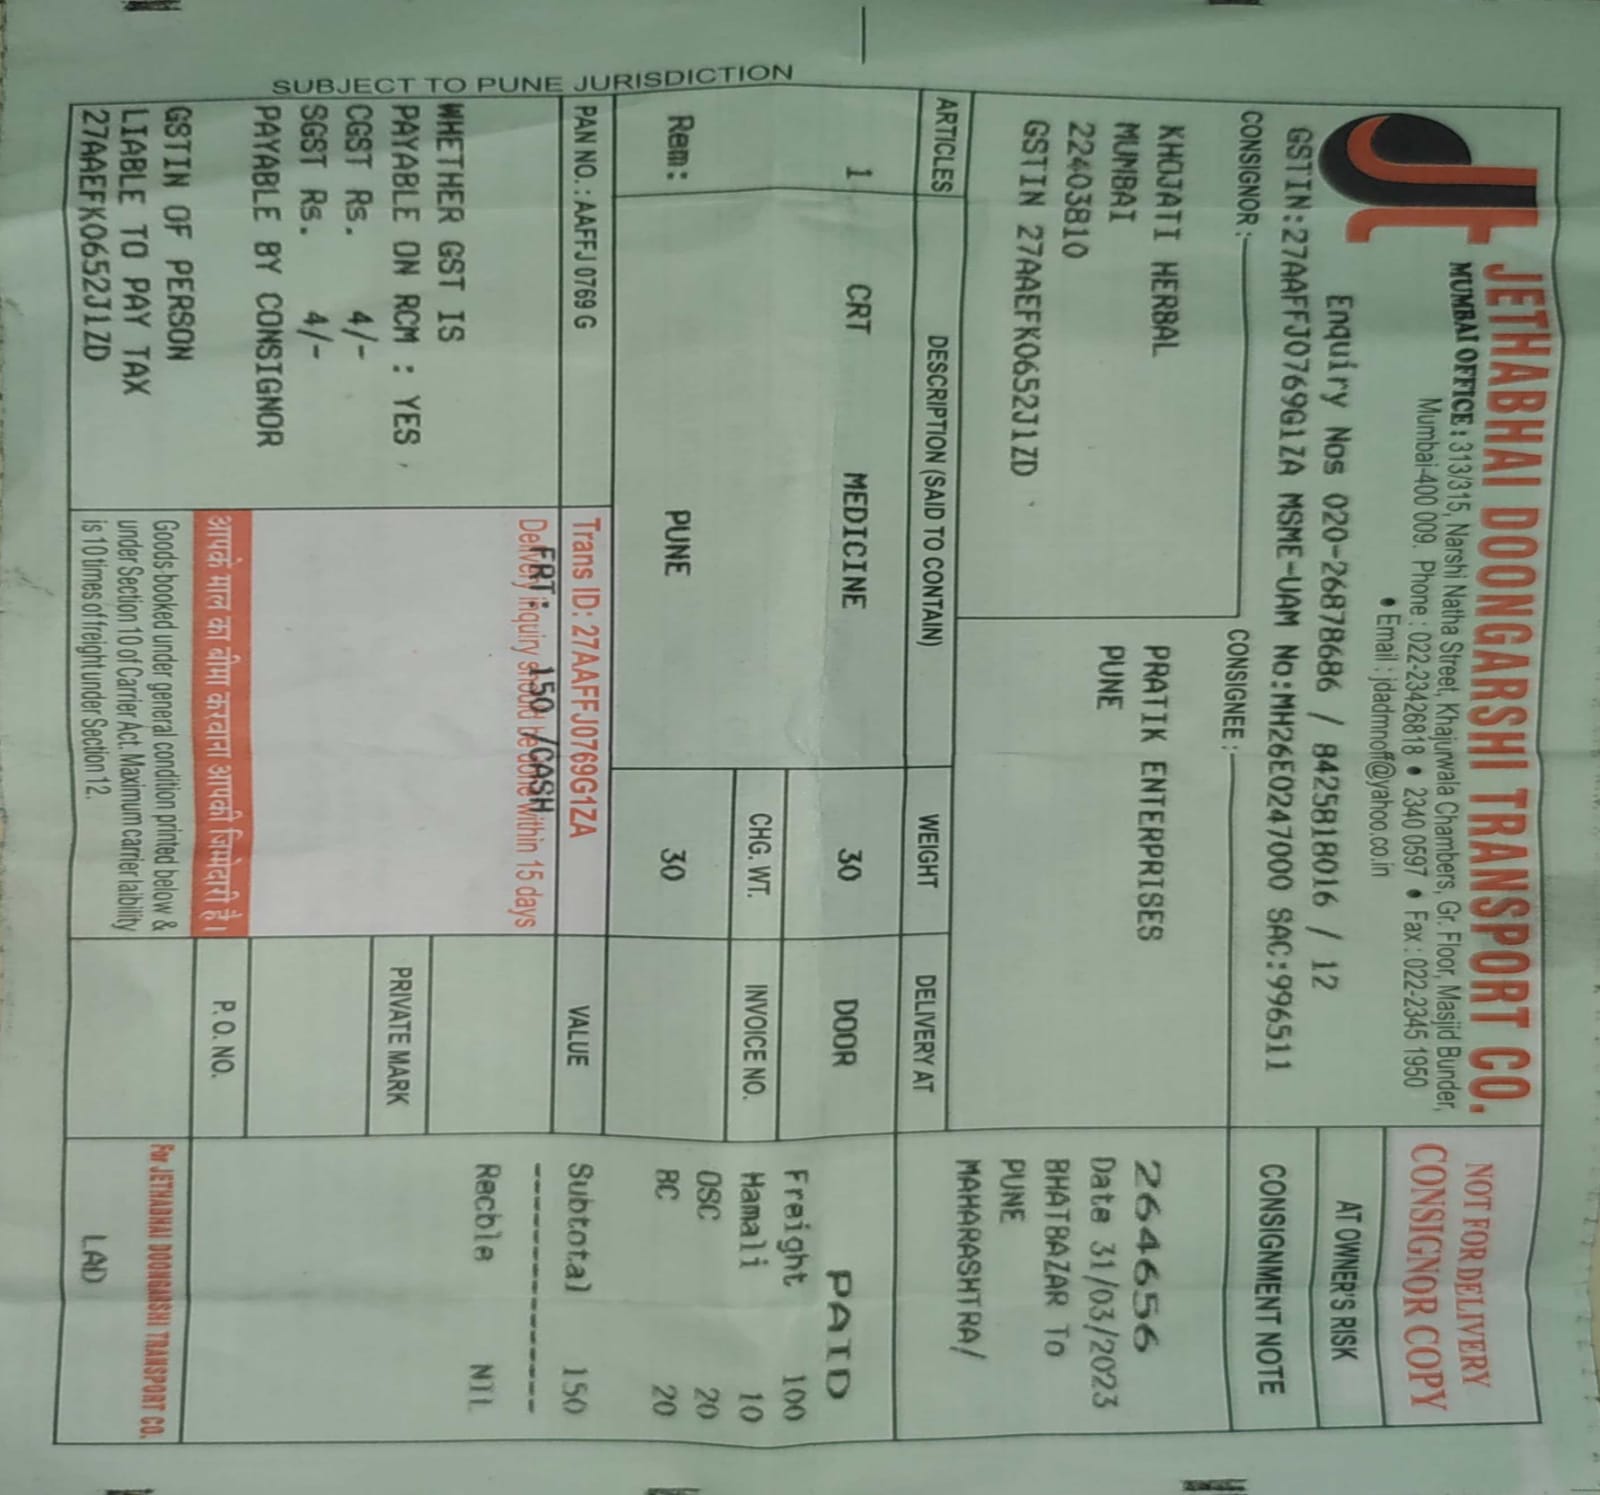 JETHABHAI DOONGARSHI TRANSPORT CO.
MUMBAI OFFICE : 313/315, Narshi Natha Street, Khajurwala Chambers, Gr. Floor, Masjid Bunder,
Mumbai-400 009. Phone : 022-23426818 • 2340 0597 • Fax : 022-2345 1950
• Email : jdadmnoff@yahoo.co.in
Enquiry Nos 020-26878686 / 8425818016 / 12
GSTIN:27AAFFJ0769G1ZA MSME-UAM No:MH26E0247000 SAC:996511
NOT FOR DELIVERY
CONSIGNOR COPY
AT OWNER'S RISK
CONSIGNMENT NOTE
CONSIGNOR :
KHOJATI HERBAL
MUMBAI
22403810
GSTIN 27AAEFK0652J1ZD
CONSIGNEE :
PRATIK ENTERPRISES
PUNE
264656
Date 31/03/2023
BHATBAZAR To
PUNE
MAHARASHTRA/
ARTICLES DESCRIPTION (SAID TO CONTAIN) WEIGHT DELIVERY AT
1 CRT MEDICINE 30 DOOR
CHG. WT. INVOICE NO.
Rem: PUNE 30
PAID
Freight 100
Hamali 10
OSC 20
BC 20
Subtotal 150
--------------
Recble NIL
PAN NO. : AAFFJ 0769 G
Trans ID: 27AAFFJ0769G1ZA
VALUE
FRT: 150 /CASH
Delivery inquiry should be done within 15 days
WHETHER GST IS
PAYABLE ON RCM : YES
CGST Rs. 4/-
SGST Rs. 4/-
PAYABLE BY CONSIGNOR
GSTIN OF PERSON
LIABLE TO PAY TAX
27AAEFK0652J1ZD
PRIVATE MARK
P. O. NO.
आपके माल का बीमा करवाना आपकी जिम्मेदारी है।
Goods booked under general condition printed below &
under Section 10 of Carrier Act. Maximum carrier laibility
is 10 times of freight under Section 12.
For JETHABHAI DOONGARSHI TRANSPORT CO.
LAD
SUBJECT TO PUNE JURISDICTION